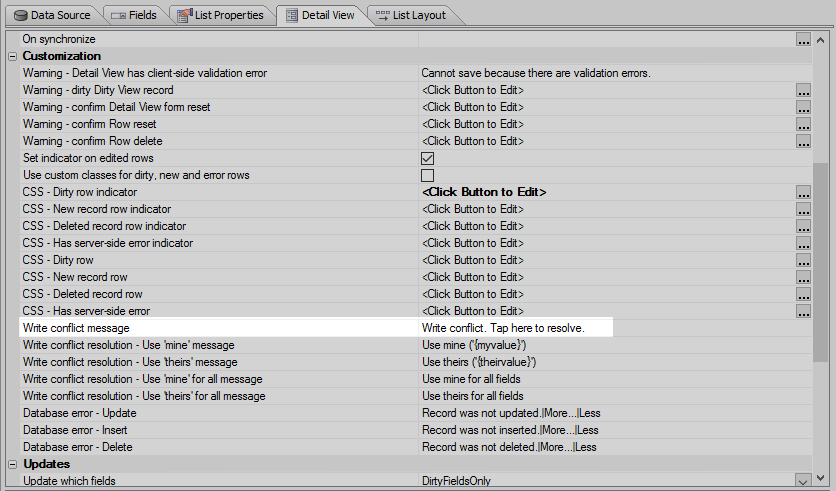 Data Source Fields List Properties Detail View List Layout
On synchronize ...
Customization
Warning - Detail View has client-side validation error Cannot save because there are validation errors.
Warning - dirty Dirty View record <Click Button to Edit> ...
Warning - confirm Detail View form reset <Click Button to Edit> ...
Warning - confirm Row reset <Click Button to Edit> ...
Warning - confirm Row delete <Click Button to Edit> ...
Set indicator on edited rows
Use custom classes for dirty, new and error rows
CSS - Dirty row indicator <Click Button to Edit> ...
CSS - New record row indicator <Click Button to Edit> ...
CSS - Deleted record row indicator <Click Button to Edit> ...
CSS - Has server-side error indicator <Click Button to Edit> ...
CSS - Dirty row <Click Button to Edit> ...
CSS - New record row <Click Button to Edit> ...
CSS - Deleted record row <Click Button to Edit> ...
CSS - Has server-side error <Click Button to Edit> ...
Write conflict message Write conflict. Tap here to resolve.
Write conflict resolution - Use 'mine' message Use mine ('{myvalue}')
Write conflict resolution - Use 'theirs' message Use theirs ('{theirvalue}')
Write conflict resolution - Use 'mine' for all message Use mine for all fields
Write conflict resolution - Use 'theirs' for all message Use theirs for all fields
Database error - Update Record was not updated.|More...|Less
Database error - Insert Record was not inserted.|More...|Less
Database error - Delete Record was not deleted.|More...|Less
Updates
Update which fields DirtyFieldsOnly